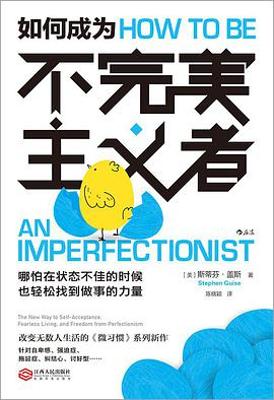 如何成为 HOW TO BE
不完美
主义者
AN
IMPERFECTIONIST
哪怕在状态不佳的时候
也轻松找到做事的力量
[美] 斯蒂芬·盖斯
Stephen Guise
陈晓颖 译
The New Way to Self-Acceptance,
Fearless Living, and Freedom from Perfectionism
改变无数人生活的《微习惯》系列新作
针对自卑感、强迫症、
拖延症、纠结心、讨好型……
江西人民出版社